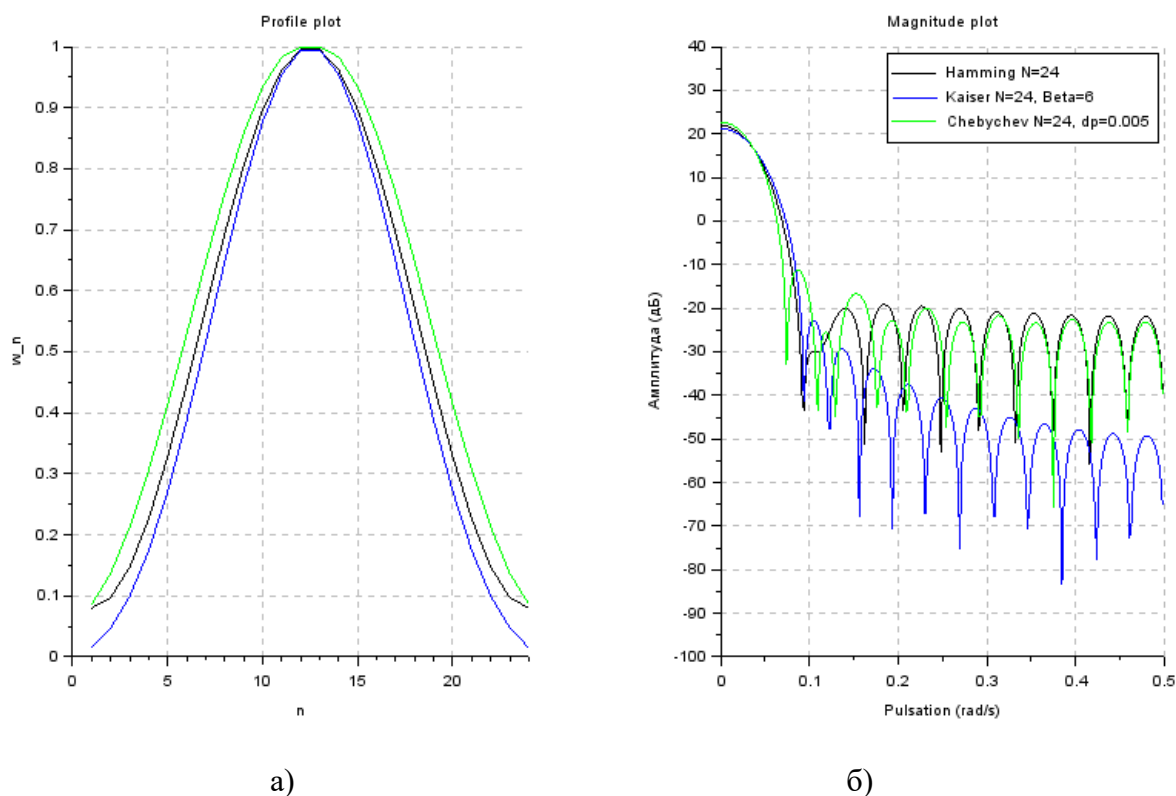 Profile plot
1
0.9
0.8
0.7
0.6
0.5
0.4
0.3
0.2
0.1
0
w_n
0 5 10 15 20
n
а)
Magnitude plot
40
30
20
10
0
-10
-20
-30
-40
-50
-60
-70
-80
-90
-100
Амплитуда (дБ)
Hamming N=24
Kaiser N=24, Beta=6
Chebychev N=24, dp=0.005
0 0.1 0.2 0.3 0.4 0.5
Pulsation (rad/s)
б)